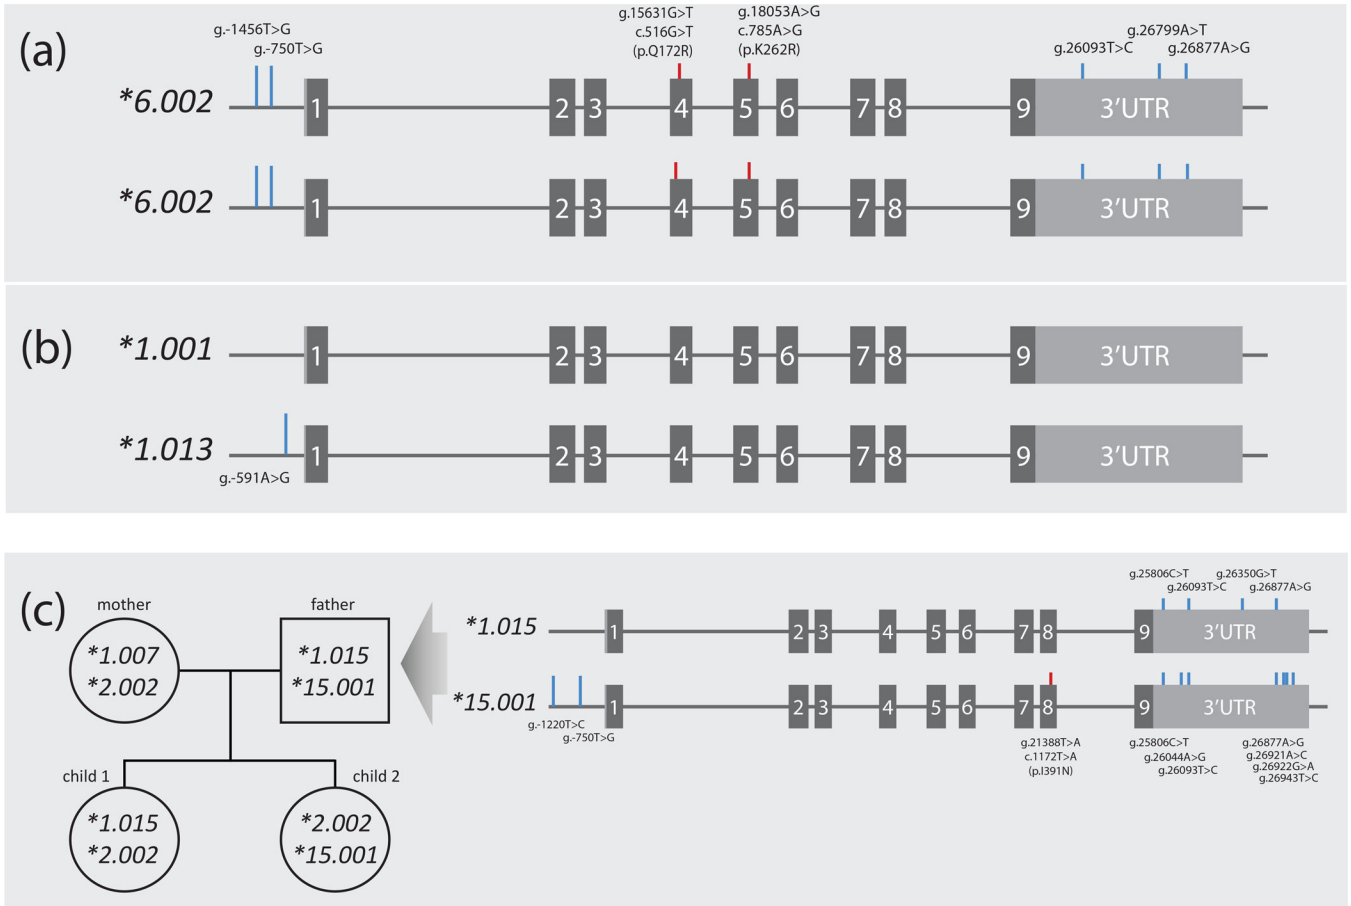 (a)
g.-1456T>G
g.-750T>G
g.15631G>T
c.516G>T
(p.Q172R)
g.18053A>G
c.785A>G
(p.K262R)
g.26799A>T
g.26093T>C
g.26877A>G
*6.002 1 2 3 4 5 6 7 8 9 3'UTR
*6.002 1 2 3 4 5 6 7 8 9 3'UTR
(b)
*1.001 1 2 3 4 5 6 7 8 9 3'UTR
*1.013 1 2 3 4 5 6 7 8 9 3'UTR
g.-591A>G
(c)
mother
*1.007
*2.002
father
*1.015
*15.001
child 1
*1.015
*2.002
child 2
*2.002
*15.001
g.25806C>T
g.26093T>C
g.26350G>T
g.26877A>G
*1.015 1 2 3 4 5 6 7 8 9 3'UTR
*15.001 1 2 3 4 5 6 7 8 9 3'UTR
g.-1220T>C
g.-750T>G
g.21388T>A
c.1172T>A
(p.I391N)
g.25806C>T
g.26044A>G
g.26093T>C
g.26877A>G
g.26921A>C
g.26922G>A
g.26943T>C